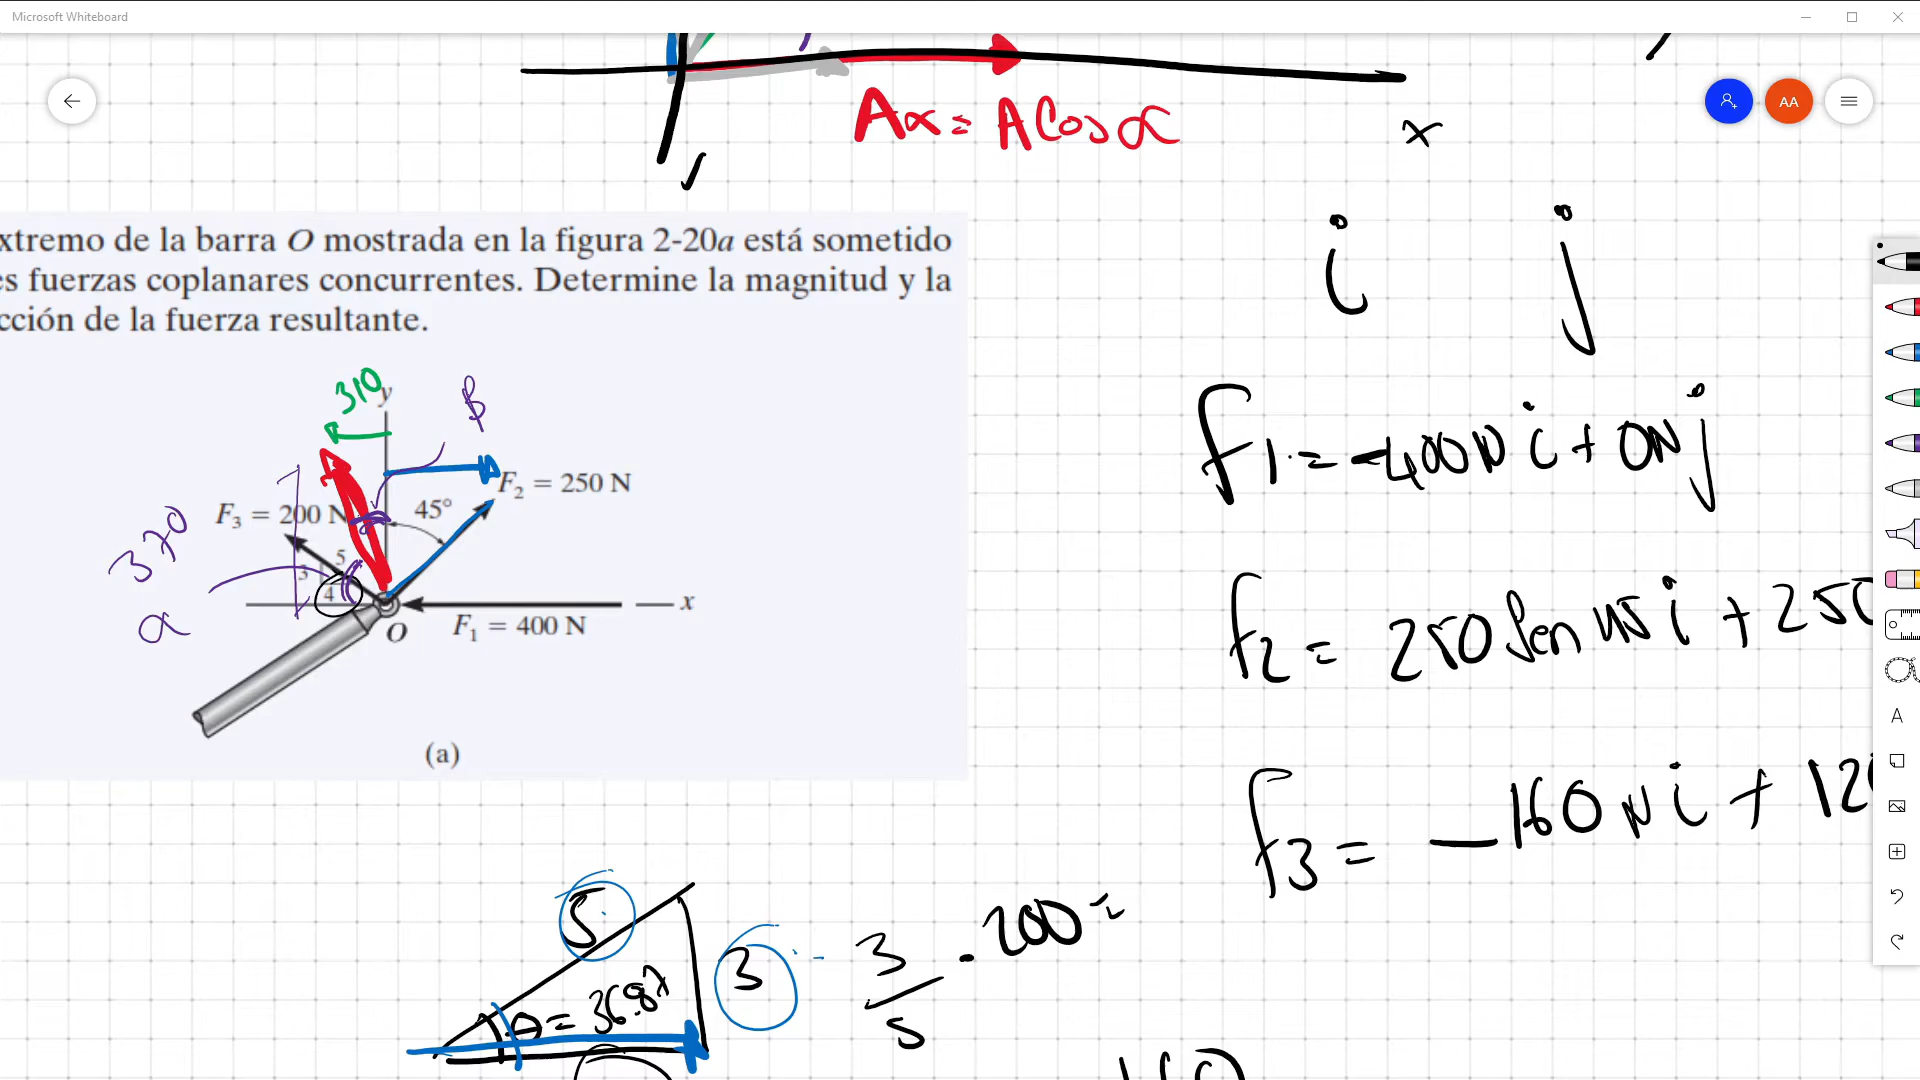 Microsoft Whiteboard
AA
Aα = A Cos α
x
extremo de la barra O mostrada en la figura 2-20a está sometido
es fuerzas coplanares concurrentes. Determine la magnitud y la
cción de la fuerza resultante.
i j
310
y
β
F₂ = 250 N
45°
F₃ = 200 N
370
5
3
4
α
O
x
F₁ = 400 N
(a)
f1 = -400N i + 0N j
f2 = 250 Sen 45 i + 250
f3 = -160 N i + 12
5
3
3/5 · 200 =
θ = 36.87
A